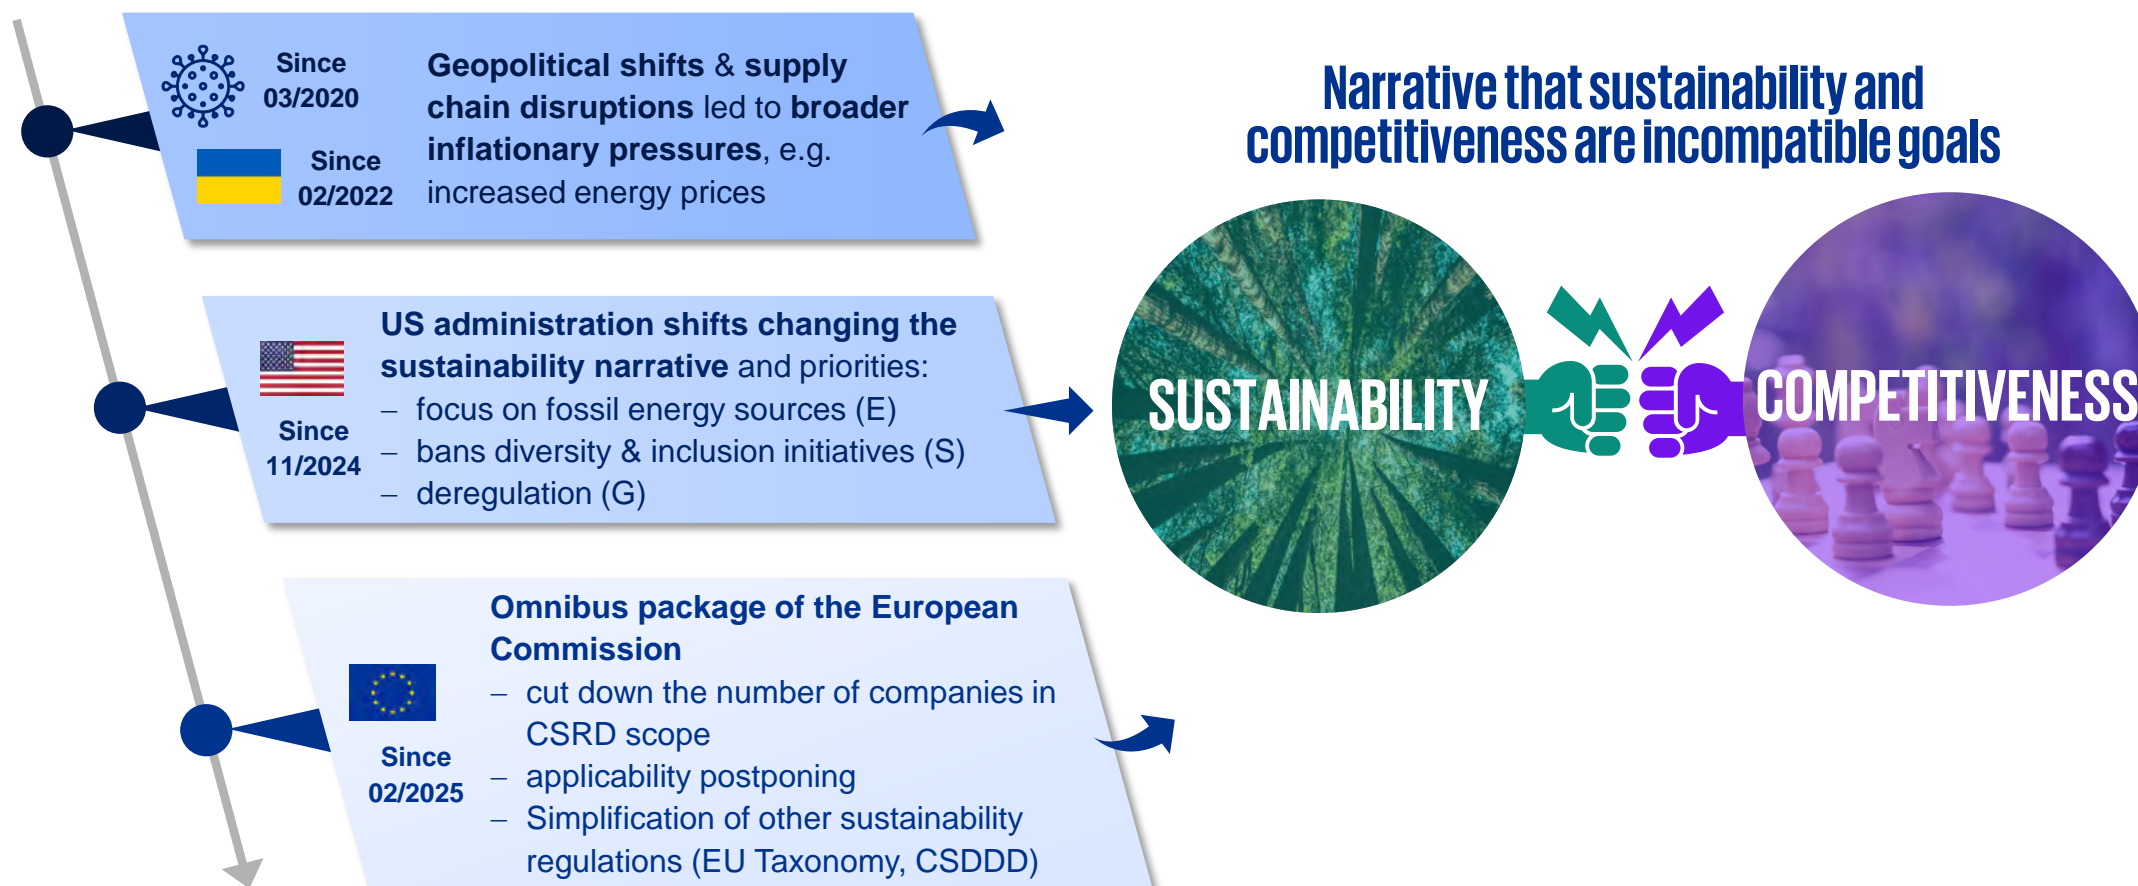 Since
03/2020
Since
02/2022
Geopolitical shifts & supply
chain disruptions led to broader
inflationary pressures, e.g.
increased energy prices
Since
11/2024
US administration shifts changing the
sustainability narrative and priorities:
– focus on fossil energy sources (E)
– bans diversity & inclusion initiatives (S)
– deregulation (G)
Since
02/2025
Omnibus package of the European
Commission
– cut down the number of companies in
CSRD scope
– applicability postponing
– Simplification of other sustainability
regulations (EU Taxonomy, CSDDD)
Narrative that sustainability and
competitiveness are incompatible goals
SUSTAINABILITY
COMPETITIVENESS